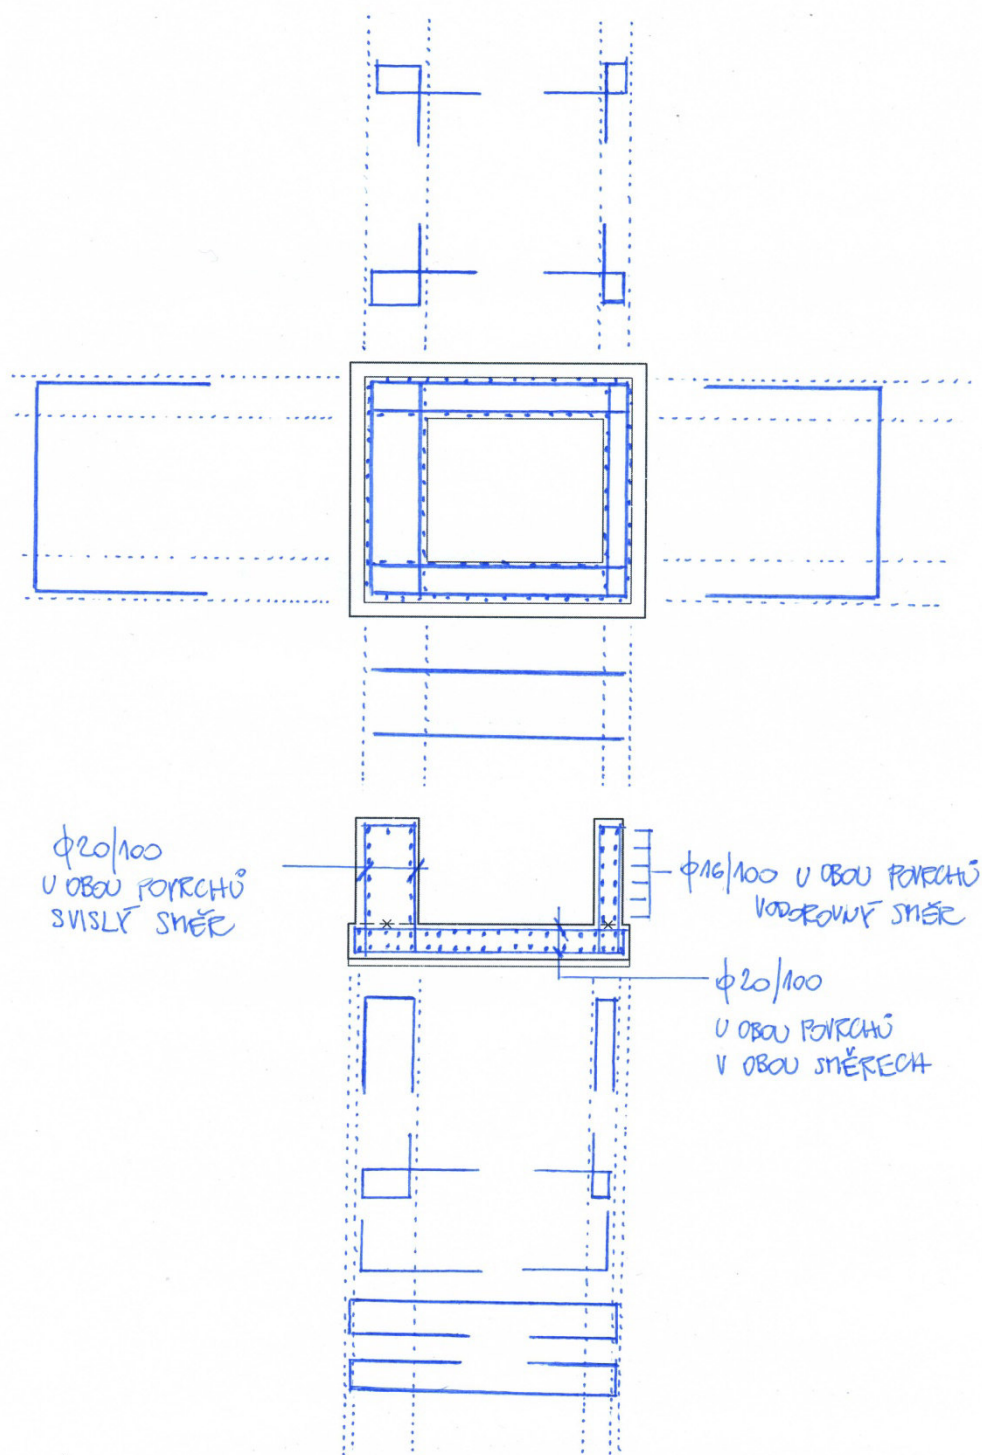 ϕ20/100
U OBOU POVRCHŮ
SVISLÝ SMĚR
ϕ16/100 U OBOU POVRCHŮ
VODOROVNÝ SMĚR
ϕ20/100
U OBOU POVRCHŮ
V OBOU SMĚRECH